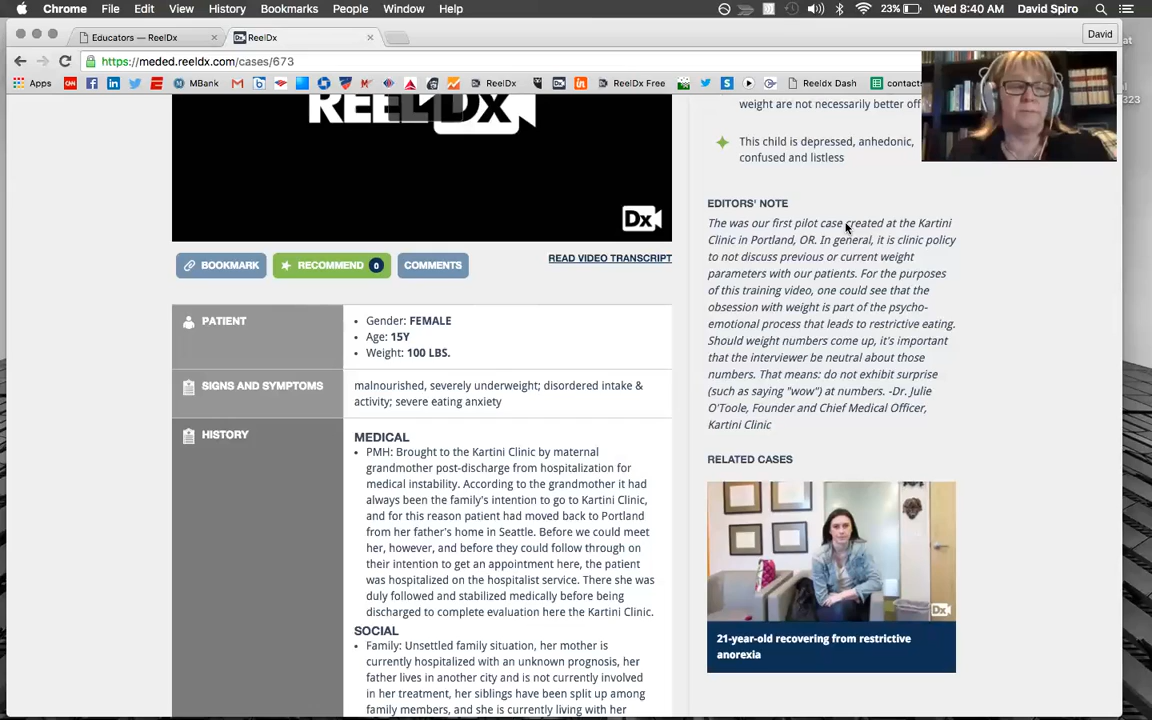 Chrome File Edit View History Bookmarks People Window Help 23% Wed 8:40 AM David Spiro
Educators — ReelDx
ReelDx
David
https://meded.reeldx.com/cases/673
Apps MBank ReelDx ReelDx Free Reeldx Dash contacts
REELDX
Dx
BOOKMARK
RECOMMEND 0
COMMENTS
READ VIDEO TRANSCRIPT
PATIENT
Gender: FEMALE
Age: 15Y
Weight: 100 LBS.
SIGNS AND SYMPTOMS
malnourished, severely underweight; disordered intake &
activity; severe eating anxiety
HISTORY
MEDICAL
PMH: Brought to the Kartini Clinic by maternal
grandmother post-discharge from hospitalization for
medical instability. According to the grandmother it had
always been the family's intention to go to Kartini Clinic,
and for this reason patient had moved back to Portland
from her father's home in Seattle. Before we could meet
her, however, and before they could follow through on
their intention to get an appointment here, the patient
was hospitalized on the hospitalist service. There she was
duly followed and stabilized medically before being
discharged to complete evaluation here the Kartini Clinic.
SOCIAL
Family: Unsettled family situation, her mother is
currently hospitalized with an unknown prognosis, her
father lives in another city and is not currently involved
in her treatment, her siblings have been split up among
family members, and she is currently living with her
weight are not necessarily better off
This child is depressed, anhedonic,
confused and listless
EDITORS' NOTE
The was our first pilot case created at the Kartini
Clinic in Portland, OR. In general, it is clinic policy
to not discuss previous or current weight
parameters with our patients. For the purposes
of this training video, one could see that the
obsession with weight is part of the psycho-
emotional process that leads to restrictive eating.
Should weight numbers come up, it's important
that the interviewer be neutral about those
numbers. That means: do not exhibit surprise
(such as saying "wow") at numbers. -Dr. Julie
O'Toole, Founder and Chief Medical Officer,
Kartini Clinic
RELATED CASES
Dx
21-year-old recovering from restrictive
anorexia